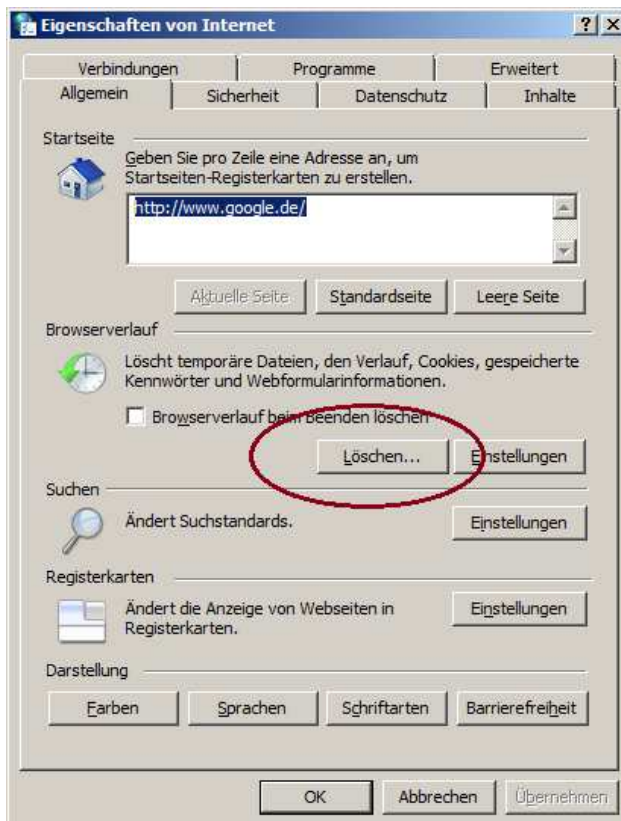 Eigenschaften von Internet
Verbindungen Programme Erweitert
Allgemein Sicherheit Datenschutz Inhalte
Startseite
Geben Sie pro Zeile eine Adresse an, um
Startseiten-Registerkarten zu erstellen.
http://www.google.de/
Aktuelle Seite Standardseite Leere Seite
Browserverlauf
Löscht temporäre Dateien, den Verlauf, Cookies, gespeicherte
Kennwörter und Webformularinformationen.
Browserverlauf beim Beenden löschen
Löschen... Einstellungen
Suchen
Ändert Suchstandards.
Einstellungen
Registerkarten
Ändert die Anzeige von Webseiten in
Registerkarten.
Einstellungen
Darstellung
Farben Sprachen Schriftarten Barrierefreiheit
OK Abbrechen Übernehmen